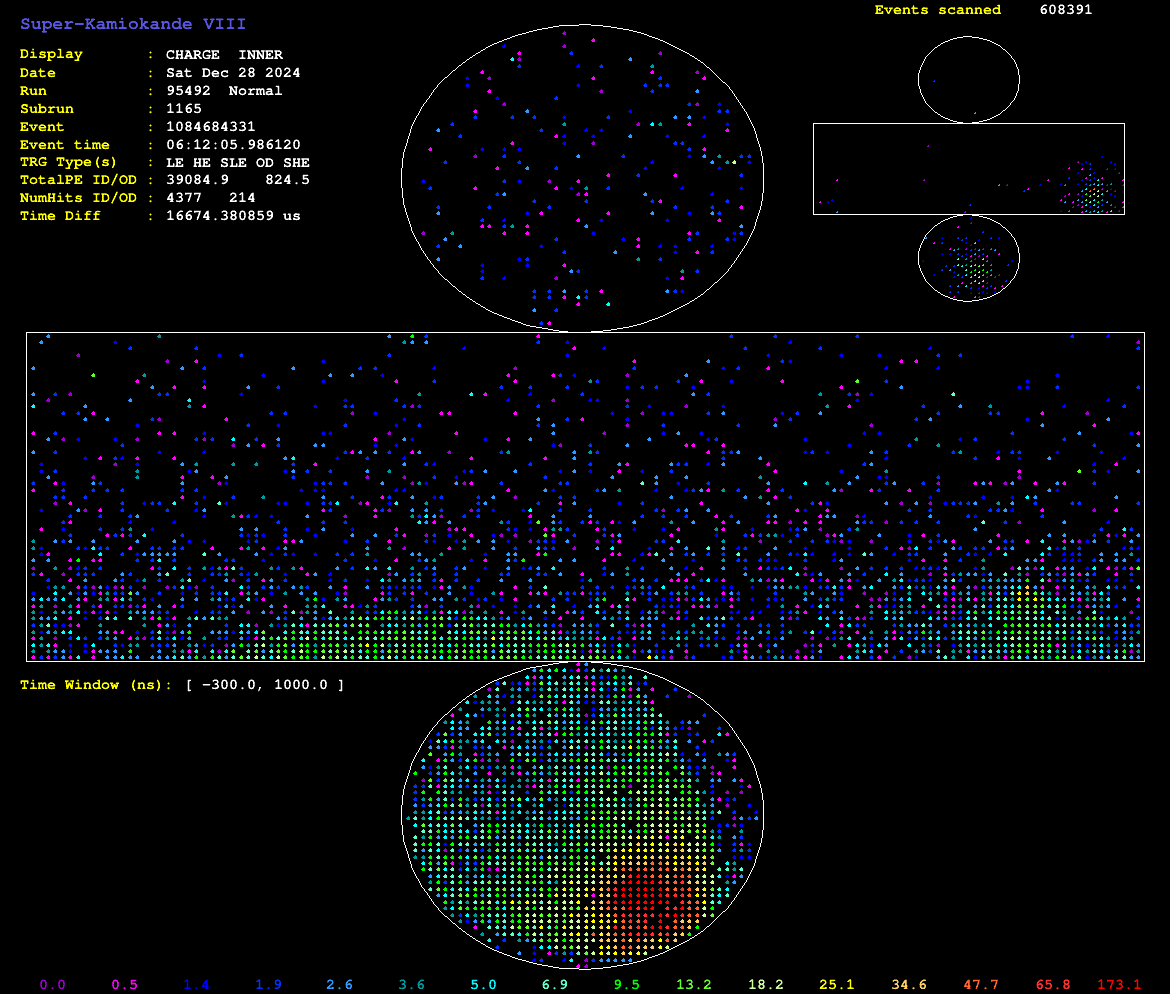 Super-Kamiokande VIII
Events scanned 608391
Display : CHARGE INNER
Date : Sat Dec 28 2024
Run : 95492 Normal
Subrun : 1165
Event : 1084684331
Event time : 06:12:05.986120
TRG Type(s) : LE HE SLE OD SHE
TotalPE ID/OD : 39084.9 824.5
NumHits ID/OD : 4377 214
Time Diff : 16674.380859 us
Time Window (ns): [ -300.0, 1000.0 ]
0.0 0.5 1.4 1.9 2.6 3.6 5.0 6.9 9.5 13.2 18.2 25.1 34.6 47.7 65.8 173.1